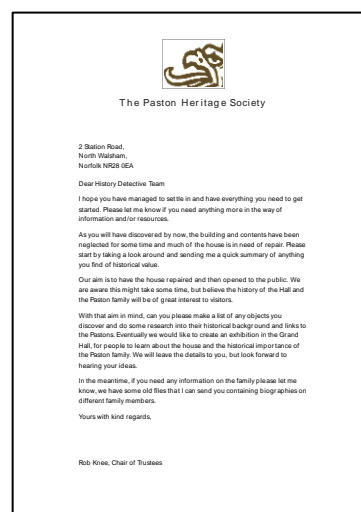 The Paston Heritage Society
2 Station Road,
North Walsham,
Norfolk NR28 0EA
Dear History Detective Team
I hope you have managed to settle in and have everything you need to get
started. Please let me know if you need anything more in the way of
information and/or resources.
As you will have discovered by now, the building and contents have been
neglected for some time and much of the house is in need of repair. Please
start by taking a look around and sending me a quick summary of anything
you find of historical value.
Our aim is to have the house repaired and then opened to the public. We
are aware this might take some time, but believe the history of the Hall and
the Paston family will be of great interest to visitors.
With that aim in mind, can you please make a list of any objects you
discover and do some research into their historical background and links to
the Pastons. Eventually we would like to create an exhibition in the Grand
Hall, for people to learn about the house and the historical importance of
the Paston family. We will leave the details to you, but look forward to
hearing your ideas.
In the meantime, if you need any information on the family please let me
know, we have some old files that I can send you containing biographies on
different family members.
Yours with kind regards,
Rob Knee, Chair of Trustees